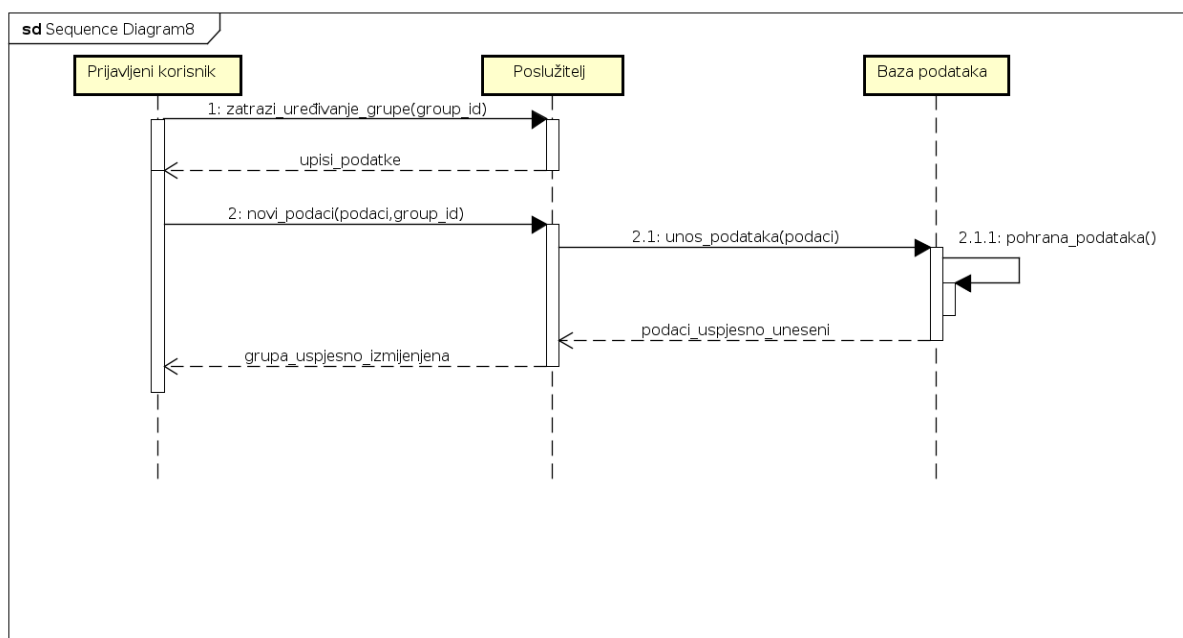 sd Sequence Diagram8
Prijavljeni korisnik
Poslužitelj
Baza podataka
1: zatrazi_uređivanje_grupe(group_id)
upisi_podatke
2: novi_podaci(podaci,group_id)
2.1: unos_podataka(podaci)
2.1.1: pohrana_podataka()
podaci_uspjesno_uneseni
grupa_uspjesno_izmijenjena